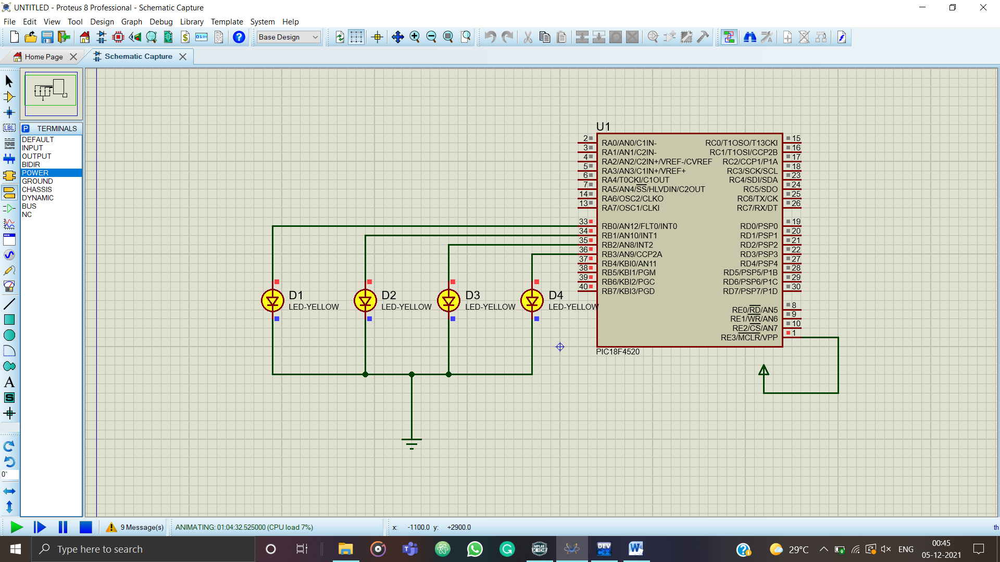 UNTITLED - Proteus 8 Professional - Schematic Capture
File Edit View Tool Design Graph Debug Library Template System Help
Base Design
Home Page
Schematic Capture
P TERMINALS
DEFAULT
INPUT
OUTPUT
BIDIR
POWER
GROUND
CHASSIS
DYNAMIC
BUS
NC
LBL
A
S
0°
U1
2 RA0/AN0/C1IN- RC0/T1OSO/T13CKI 15
3 RA1/AN1/C2IN- RC1/T1OSI/CCP2B 16
4 RA2/AN2/C2IN+/VREF-/CVREF RC2/CCP1/P1A 17
5 RA3/AN3/C1IN+/VREF+ RC3/SCK/SCL 18
6 RA4/T0CKI/C1OUT RC4/SDI/SDA 23
7 RA5/AN4/SS/HLVDIN/C2OUT RC5/SDO 24
14 RA6/OSC2/CLKO RC6/TX/CK 25
13 RA7/OSC1/CLKI RC7/RX/DT 26
33 RB0/AN12/FLT0/INT0 RD0/PSP0 19
34 RB1/AN10/INT1 RD1/PSP1 20
35 RB2/AN8/INT2 RD2/PSP2 21
36 RB3/AN9/CCP2A RD3/PSP3 22
37 RB4/KBI0/AN11 RD4/PSP4 27
38 RB5/KBI1/PGM RD5/PSP5/P1B 28
39 RB6/KBI2/PGC RD6/PSP6/P1C 29
40 RB7/KBI3/PGD RD7/PSP7/P1D 30
RE0/RD/AN5 8
RE1/WR/AN6 9
RE2/CS/AN7 10
RE3/MCLR/VPP 1
PIC18F4520
D1
LED-YELLOW
D2
LED-YELLOW
D3
LED-YELLOW
D4
LED-YELLOW
9 Message(s)
ANIMATING: 01:04:32.525000 (CPU load 7%)
x: -1100.0 y: +2900.0
th
Type here to search
MPLAB
X IDE
DEV
29°C
ENG
00:45
05-12-2021